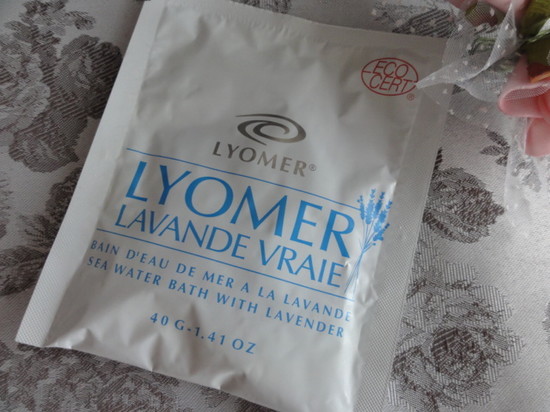 ECO
CERT®
LYOMER®
LYOMER
LAVANDE VRAIE
BAIN D'EAU DE MER A LA LAVANDE
SEA WATER BATH WITH LAVENDER
40 G-1.41 OZ